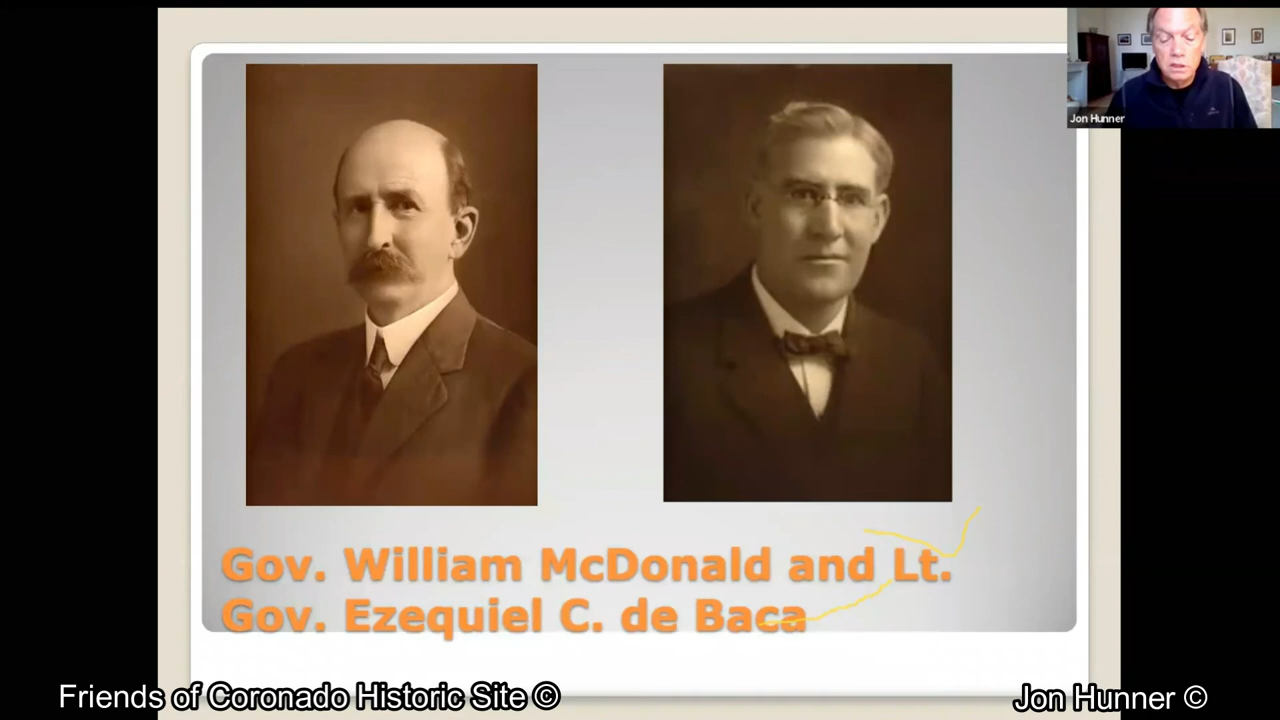 Jon Hunner
Gov. William McDonald and Lt.
Gov. Ezequiel C. de Baca
Friends of Coronado Historic Site ©
Jon Hunner ©